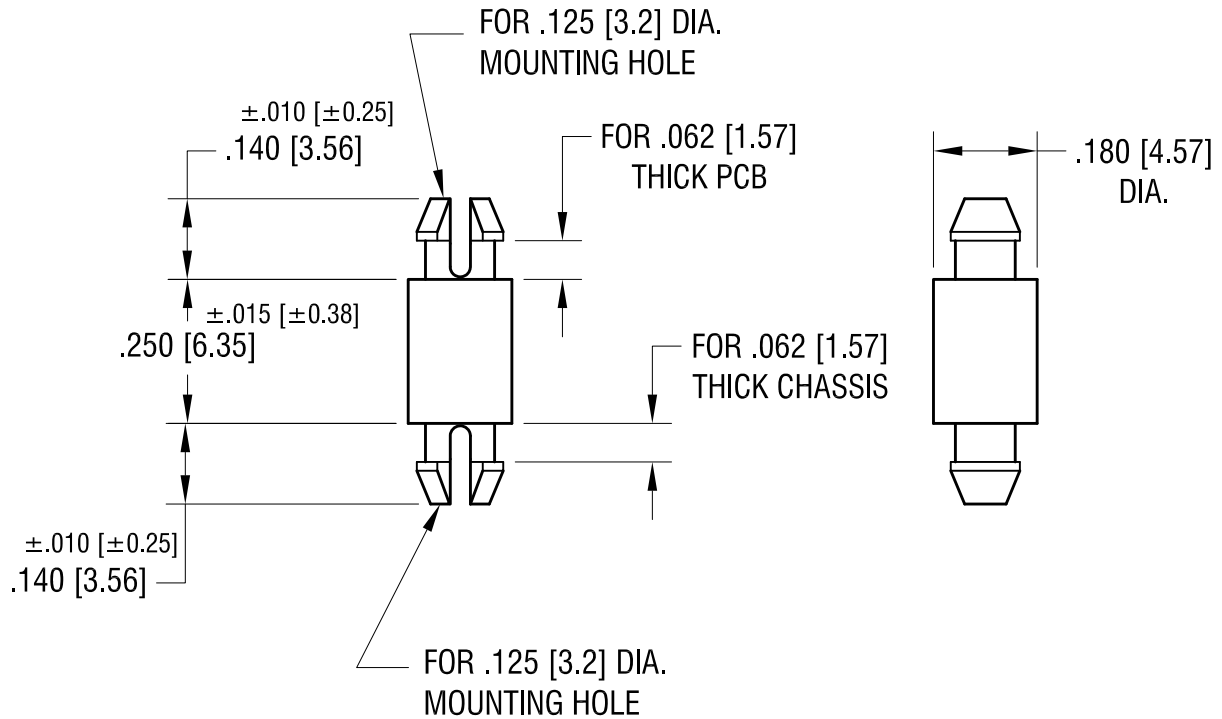 FOR .125 [3.2] DIA.
MOUNTING HOLE
±.010 [±0.25]
.140 [3.56]
FOR .062 [1.57]
THICK PCB
.180 [4.57]
DIA.
±.015 [±0.38]
.250 [6.35]
FOR .062 [1.57]
THICK CHASSIS
±.010 [±0.25]
.140 [3.56]
FOR .125 [3.2] DIA.
MOUNTING HOLE